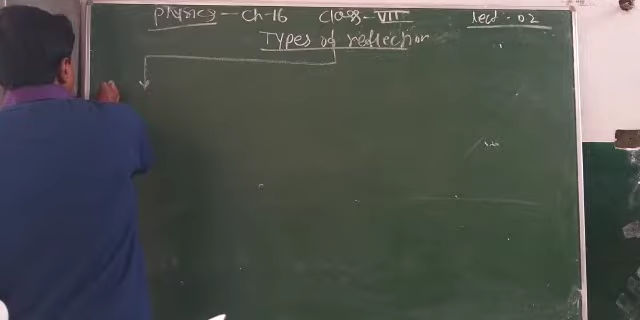 Physics - Ch-16 Class-VIII Lect-02
Types of reflection